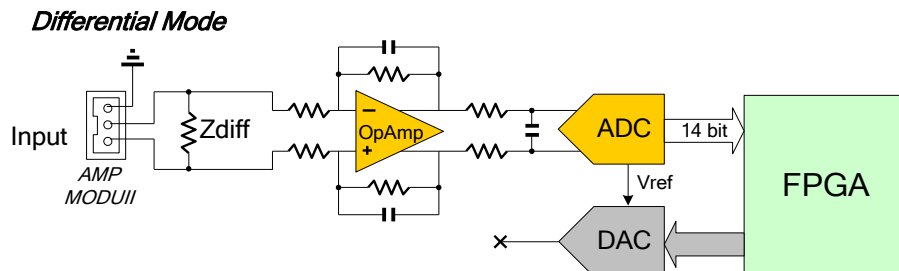 Differential Mode
Input
AMP
MODUII
Zdiff
−
OpAmp
+
ADC
14 bit
Vref
DAC
FPGA